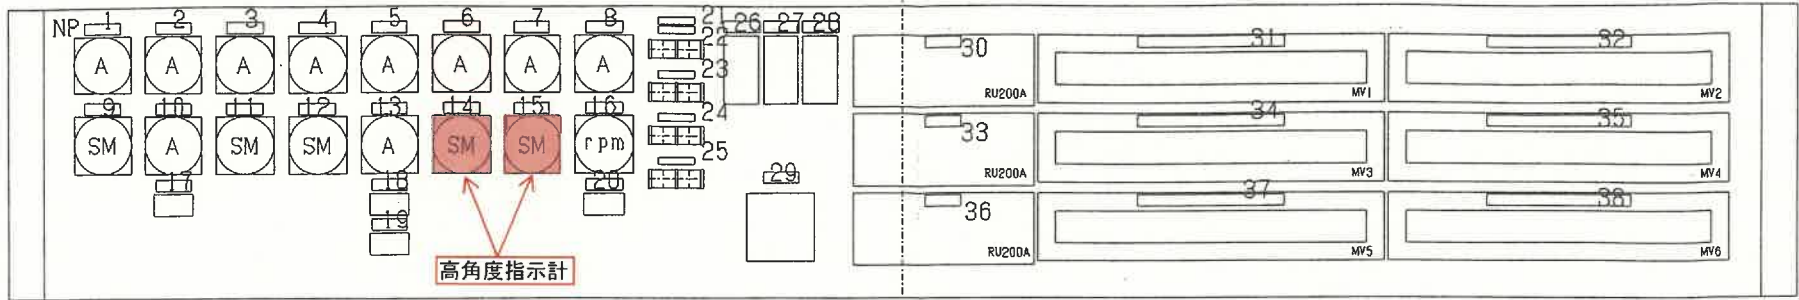 NP 1 2 3 4 5 6 7 8 21 26 27 28
A A A A A A A A 22 30 31 32
23 RU200A MV1 MV2
9 10 11 12 13 14 15 16 24 33 34 35
SM A SM SM A SM SM rpm 25 RU200A MV3 MV4
17 18 20 29 36 37 38
19 RU200A MV5 MV6
高角度指示計